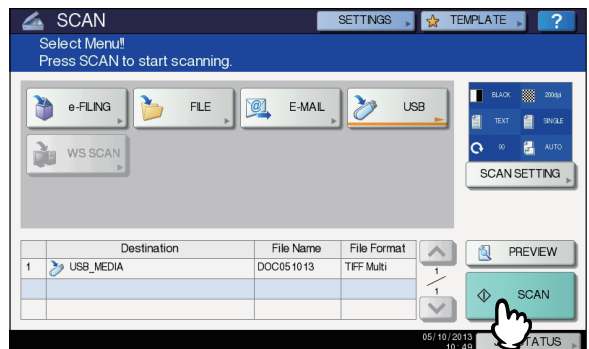 SCAN
SETTINGS
TEMPLATE
?
Select Menu!!
Press SCAN to start scanning.
e-FILING
FILE
E-MAIL
USB
WS SCAN
BLACK
200dpi
TEXT
SINGLE
90
AUTO
SCAN SETTING
Destination File Name File Format
1 USB_MEDIA DOC051013 TIFF Multi
1
1
PREVIEW
SCAN
05/10/2013
10:49